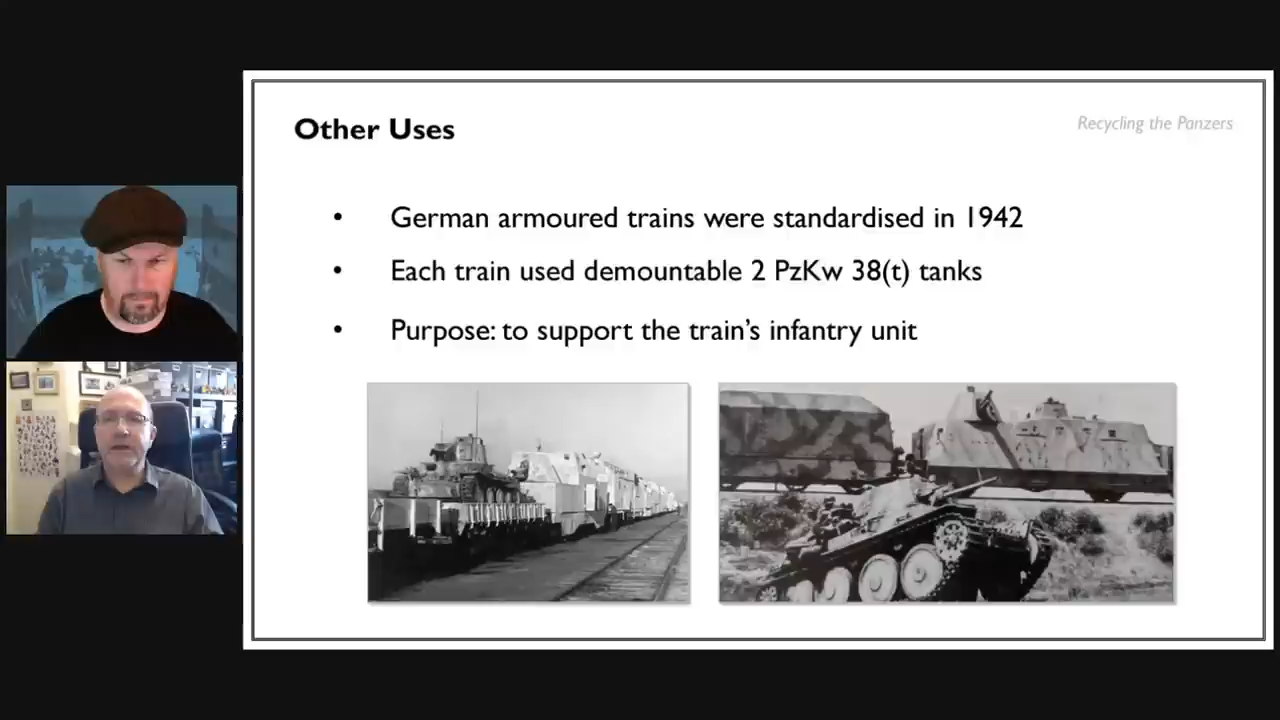 Other Uses
Recycling the Panzers
• German armoured trains were standardised in 1942
• Each train used demountable 2 PzKw 38(t) tanks
• Purpose: to support the train’s infantry unit